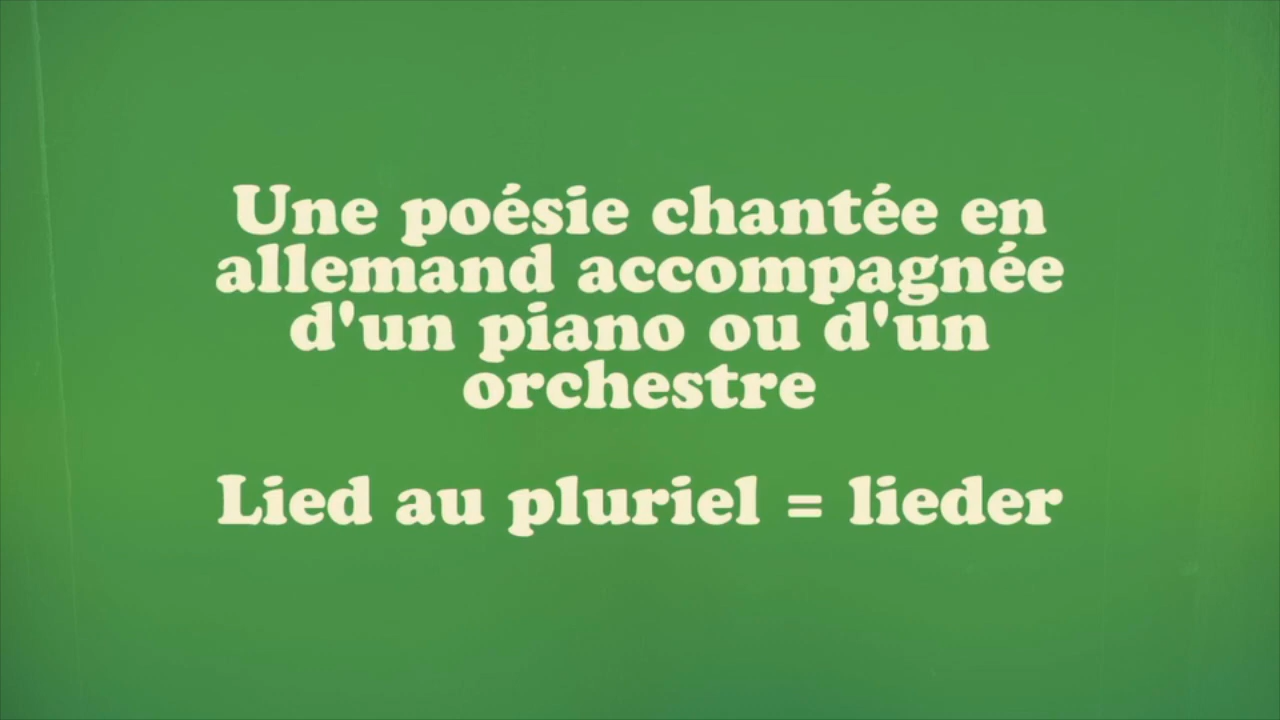 Une poésie chantée en
allemand accompagnée
d'un piano ou d'un
orchestre
Lied au pluriel = lieder